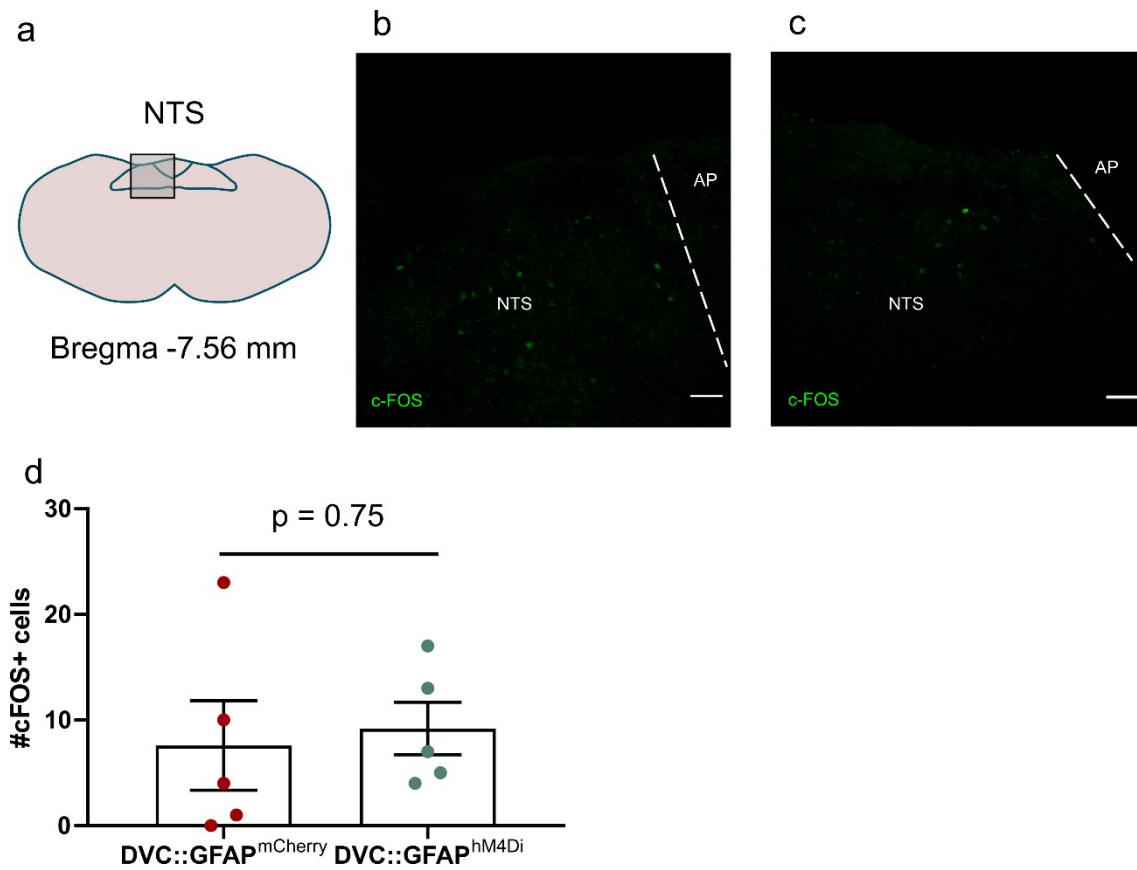 a
NTS
Bregma -7.56 mm
b
AP
NTS
c-FOS
c
AP
NTS
c-FOS
d
#cFOS+ cells
30
20
10
0
p = 0.75
DVC::GFAPmCherry DVC::GFAPhM4Di